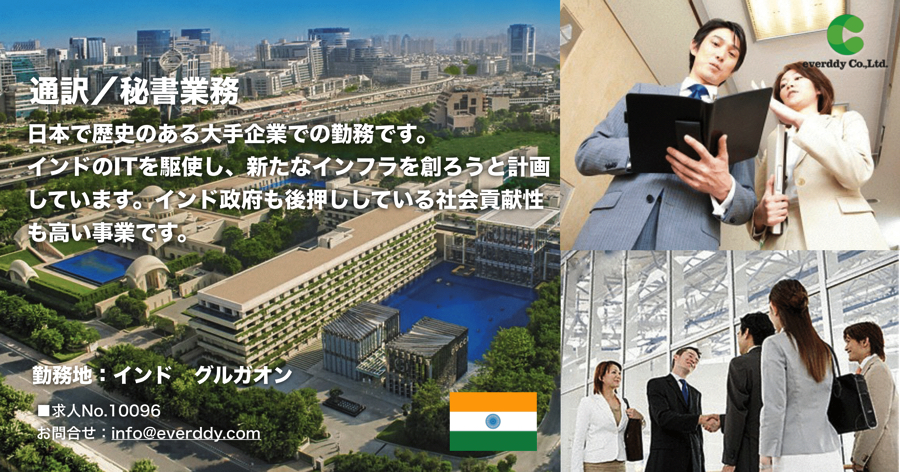 everddy Co.,Ltd.
通訳／秘書業務
日本で歴史のある大手企業での勤務です。
インドのITを駆使し、新たなインフラを創ろうと計画
しています。インド政府も後押ししている社会貢献性
も高い事業です。
勤務地：インド　グルガオン
■求人No.10096
お問合せ：info@everddy.com